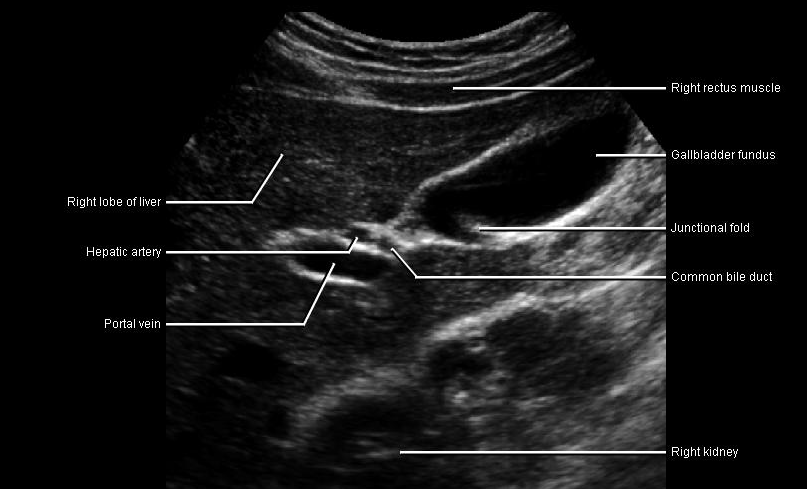 Right rectus muscle
Gallbladder fundus
Right lobe of liver
Junctional fold
Hepatic artery
Common bile duct
Portal vein
Right kidney